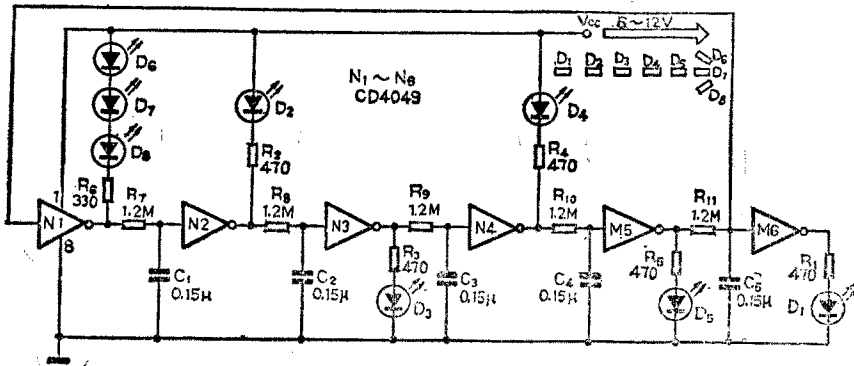 Vcc 6~12V
D1 D2 D3 D4 D5 D6
D7
D8
D6
D7
D8
D2
N1~N6
CD4049
D4
R6
330
R7
1.2M
R2
470
R8
1.2M
R9
1.2M
R4
470
R10
1.2M
R11
1.2M
1
N1
8
N2
N3
N4
M5
M6
C1
0.15μ
C2
0.15μ
R3
470
D3
C3
0.15μ
C4
0.15μ
R5
470
D5
C5
0.15μ
R1
470
D1